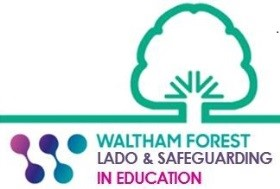 WALTHAM FOREST
LADO & SAFEGUARDING
IN EDUCATION